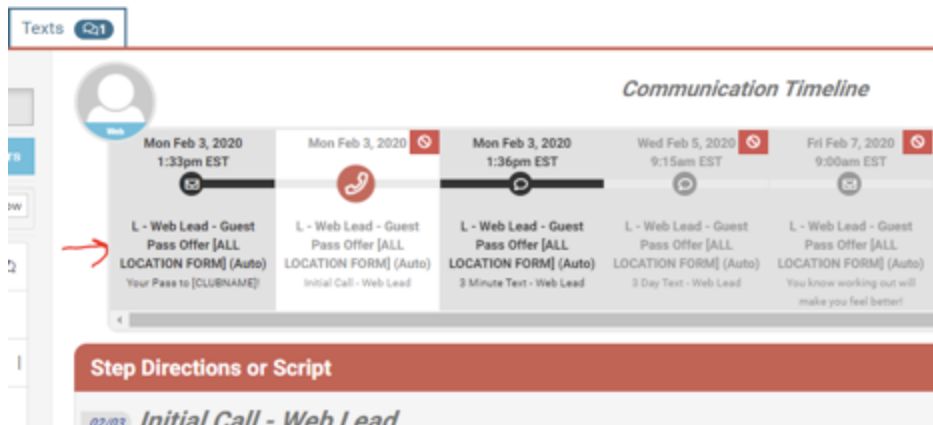 Texts 1
Communication Timeline
Web
Mon Feb 3, 2020
1:33pm EST
L - Web Lead - Guest
Pass Offer [ALL
LOCATION FORM] (Auto)
Your Pass to [CLUBNAME]!
Mon Feb 3, 2020
L - Web Lead - Guest
Pass Offer [ALL
LOCATION FORM] (Auto)
Initial Call - Web Lead
Mon Feb 3, 2020
1:36pm EST
L - Web Lead - Guest
Pass Offer [ALL
LOCATION FORM] (Auto)
3 Minute Text - Web Lead
Wed Feb 5, 2020
9:15am EST
L - Web Lead - Guest
Pass Offer [ALL
LOCATION FORM] (Auto)
3 Day Text - Web Lead
Fri Feb 7, 2020
9:00am EST
L - Web Lead - Guest
Pass Offer [ALL
LOCATION FORM] (Auto)
You know working out will
make you feel better!
Step Directions or Script
02/03 Initial Call - Web Lead